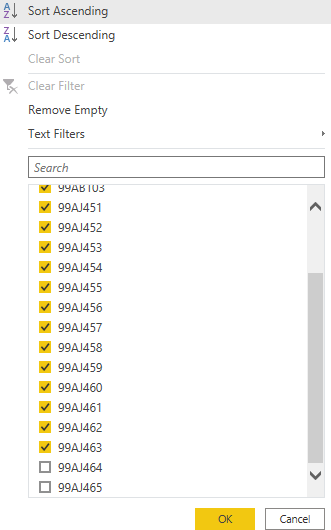 Sort Ascending
Sort Descending
Clear Sort
Clear Filter
Remove Empty
Text Filters
Search
99AB103
99AJ451
99AJ452
99AJ453
99AJ454
99AJ455
99AJ456
99AJ457
99AJ458
99AJ459
99AJ460
99AJ461
99AJ462
99AJ463
99AJ464
99AJ465
OK Cancel